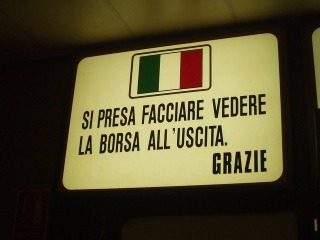 SI PRESA FACCIARE VEDERE
LA BORSA ALL'USCITA.
GRAZIE